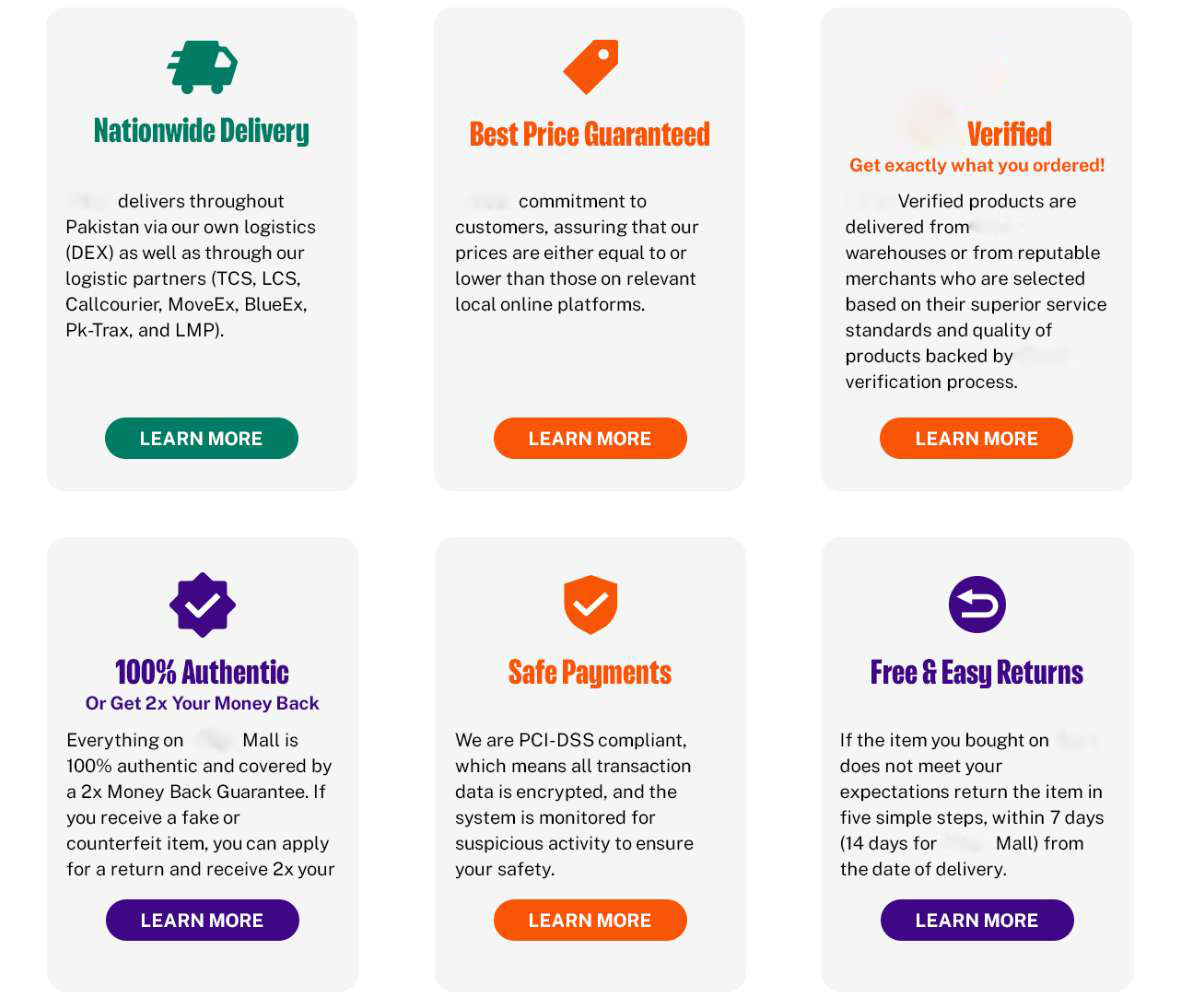 Nationwide Delivery
delivers throughout
Pakistan via our own logistics
(DEX) as well as through our
logistic partners (TCS, LCS,
Callcourier, MoveEx, BlueEx,
Pk-Trax, and LMP).
LEARN MORE
Best Price Guaranteed
commitment to
customers, assuring that our
prices are either equal to or
lower than those on relevant
local online platforms.
LEARN MORE
Verified
Get exactly what you ordered!
Verified products are
delivered from
warehouses or from reputable
merchants who are selected
based on their superior service
standards and quality of
products backed by
verification process.
LEARN MORE
100% Authentic
Or Get 2x Your Money Back
Everything on Mall is
100% authentic and covered by
a 2x Money Back Guarantee. If
you receive a fake or
counterfeit item, you can apply
for a return and receive 2x your
LEARN MORE
Safe Payments
We are PCI-DSS compliant,
which means all transaction
data is encrypted, and the
system is monitored for
suspicious activity to ensure
your safety.
LEARN MORE
Free & Easy Returns
If the item you bought on
does not meet your
expectations return the item in
five simple steps, within 7 days
(14 days for Mall) from
the date of delivery.
LEARN MORE